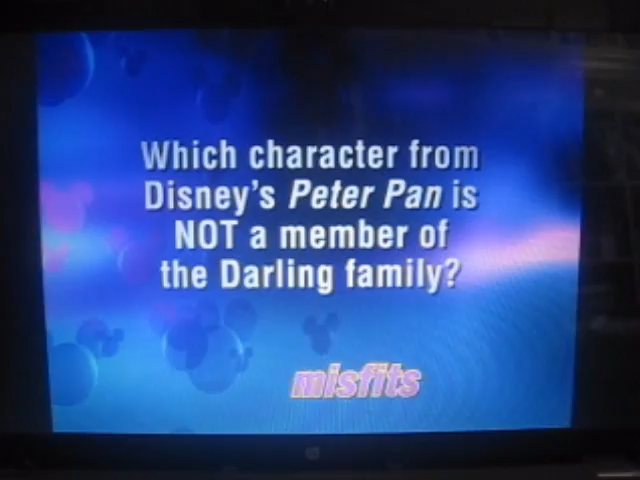 Which character from
Disney's Peter Pan is
NOT a member of
the Darling family?
misfits